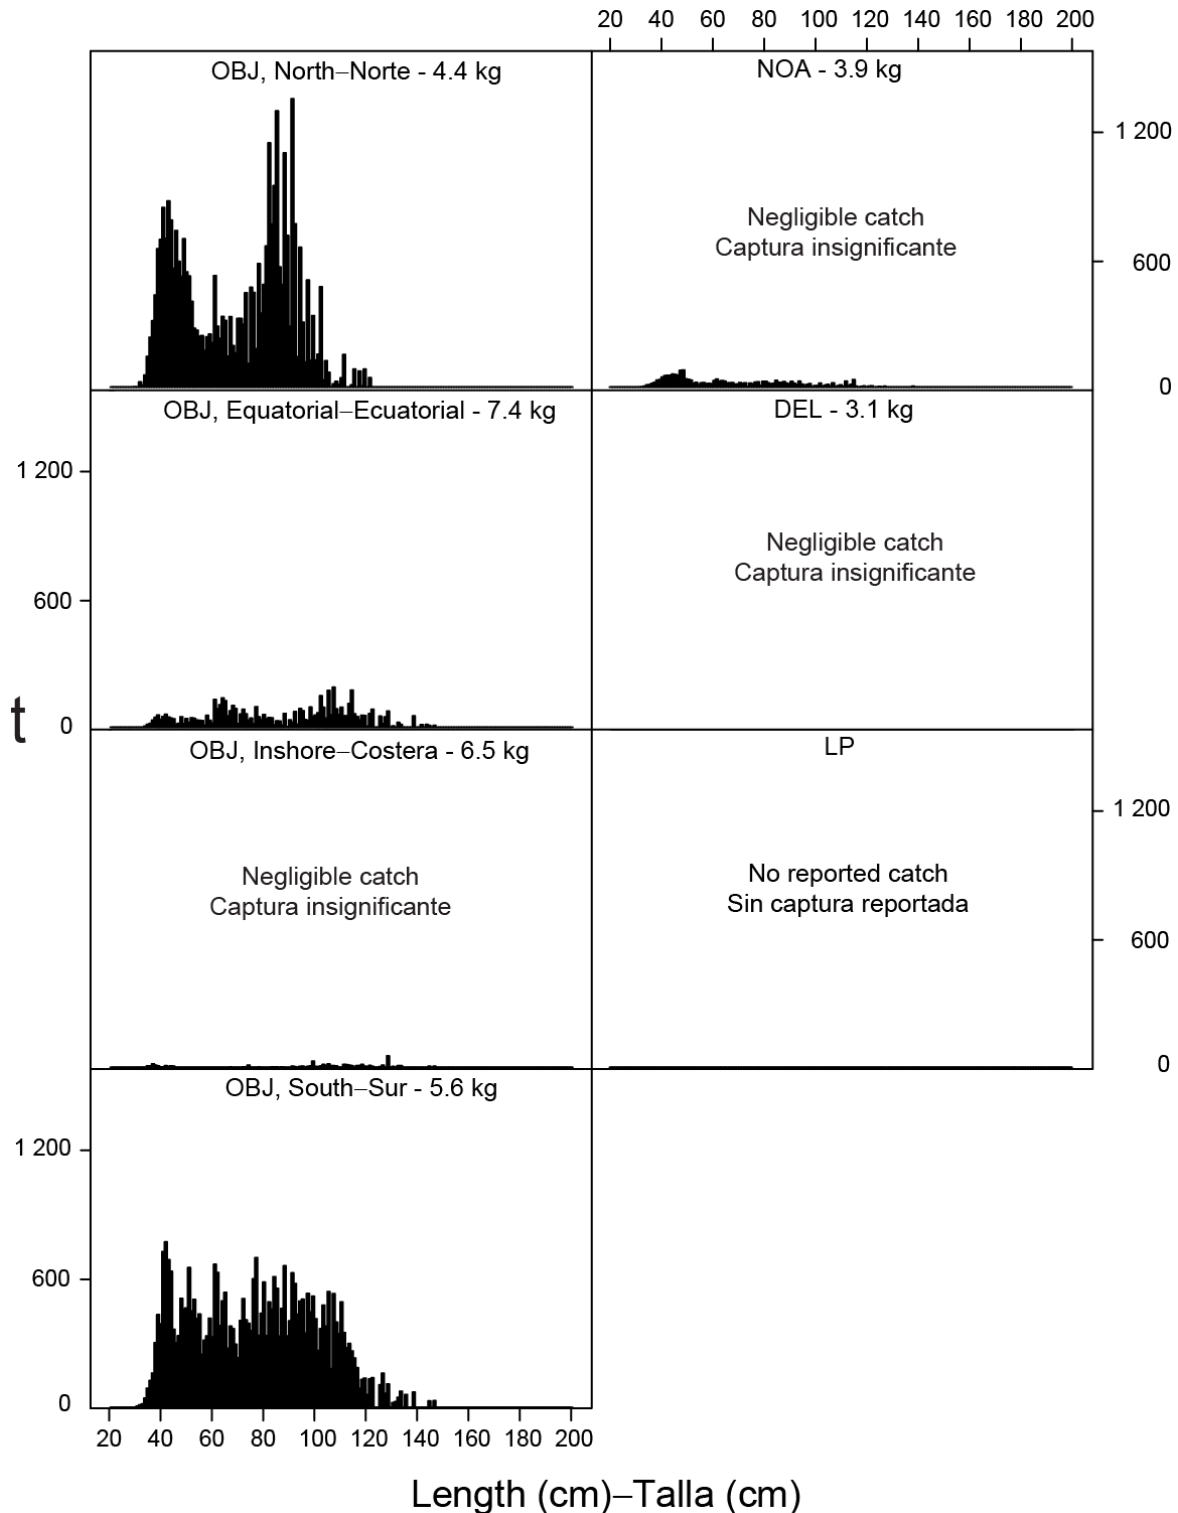 20 40 60 80 100 120 140 160 180 200
OBJ, North–Norte - 4.4 kg
NOA - 3.9 kg
1 200
Negligible catch
Captura insignificante
600
0
OBJ, Equatorial–Ecuatorial - 7.4 kg
DEL - 3.1 kg
1 200
Negligible catch
Captura insignificante
600
t
0
OBJ, Inshore–Costera - 6.5 kg
LP
1 200
Negligible catch
Captura insignificante
No reported catch
Sin captura reportada
600
0
OBJ, South–Sur - 5.6 kg
1 200
600
0
20 40 60 80 100 120 140 160 180 200
Length (cm)–Talla (cm)